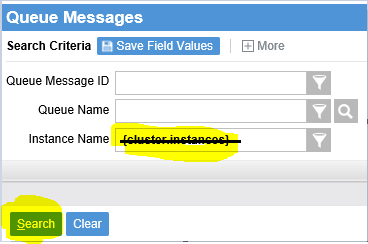 Queue Messages
Search Criteria Save Field Values More
Queue Message ID
Queue Name
Instance Name {cluster.instances}
Search Clear